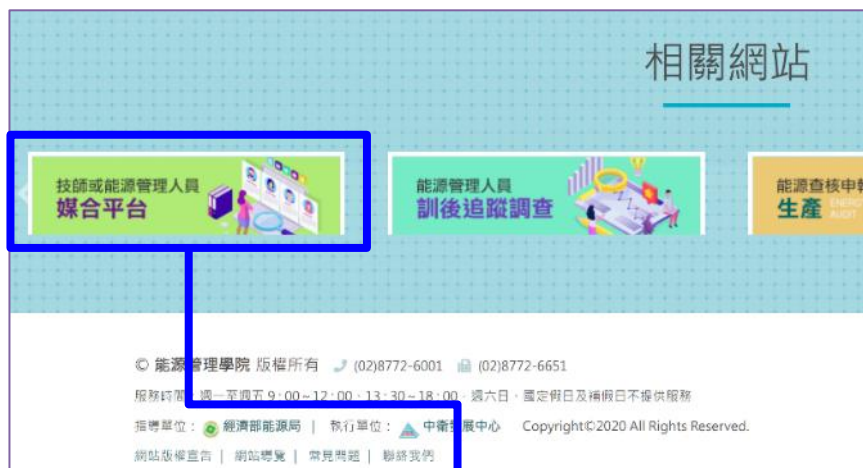 相關網站
技師或能源管理人員
媒合平台
能源管理人員
訓後追蹤調查
能源查核申
生產 ENERG
AUDIT
© 能源管理學院 版權所有 (02)8772-6001 (02)8772-6651
服務時間：週一至週五 9:00~12:00、13:30~18:00，週六日、國定假日及補假日不提供服務
指導單位： 經濟部能源局 | 執行單位： 中衛發展中心 Copyright©2020 All Rights Reserved.
網站版權宣告 | 網站導覽 | 常見問題 | 聯絡我們